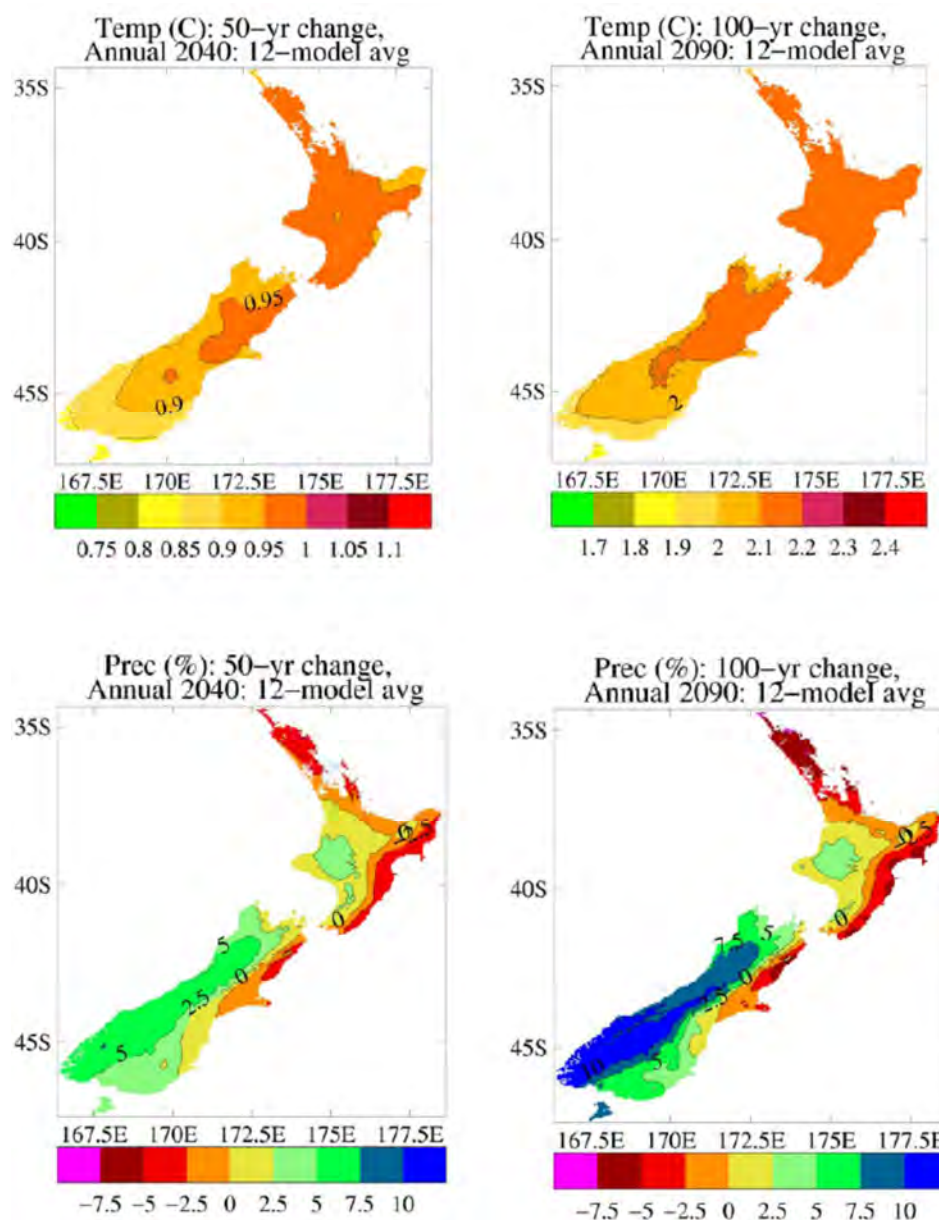 Temp (C): 50-yr change,
Annual 2040: 12-model avg
35S
40S
45S
0.95
0.9
167.5E 170E 172.5E 175E 177.5E
0.75 0.8 0.85 0.9 0.95 1 1.05 1.1
Temp (C): 100-yr change,
Annual 2090: 12-model avg
35S
40S
45S
2
167.5E 170E 172.5E 175E 177.5E
1.7 1.8 1.9 2 2.1 2.2 2.3 2.4
Prec (%): 50-yr change,
Annual 2040: 12-model avg
35S
40S
45S
0
5
0
2.5
5
167.5E 170E 172.5E 175E 177.5E
-7.5 -5 -2.5 0 2.5 5 7.5 10
Prec (%): 100-yr change,
Annual 2090: 12-model avg
35S
40S
45S
0
7.5
5
0
2.5
5
10
167.5E 170E 172.5E 175E 177.5E
-7.5 -5 -2.5 0 2.5 5 7.5 10